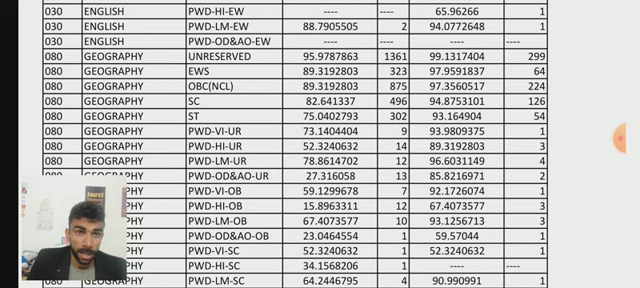 030 ENGLISH PWD-HI-EW ---- 65.96266 1
030 ENGLISH PWD-LM-EW 88.7905505 2 94.0772648 1
030 ENGLISH PWD-OD&AO-EW ---- ---- ---- ----
080 GEOGRAPHY UNRESERVED 95.9787863 1361 99.1317404 299
080 GEOGRAPHY EWS 89.3192803 323 97.9591837 64
080 GEOGRAPHY OBC(NCL) 89.3192803 875 97.3560517 224
080 GEOGRAPHY SC 82.641337 496 94.8753101 126
080 GEOGRAPHY ST 75.0402793 302 93.164904 54
080 GEOGRAPHY PWD-VI-UR 73.1404404 9 93.9809375 1
080 GEOGRAPHY PWD-HI-UR 52.3240632 14 89.3192803 3
080 GEOGRAPHY PWD-LM-UR 78.8614702 12 96.6031149 4
080 GEOGRAPHY PWD-OD&AO-UR 27.316058 13 85.8216971 2
PHY PWD-VI-OB 59.1299678 7 92.1726074 1
PHY PWD-HI-OB 15.8963311 12 67.4073577 3
PHY PWD-LM-OB 67.4073577 10 93.1256713 3
PHY PWD-OD&AO-OB 23.0464554 1 59.57044 1
PHY PWD-VI-SC 52.3240632 1 52.3240632 1
PHY PWD-HI-SC 34.1568206 1 ---- ----
080 GEOGRAPHY PWD-LM-SC 64.2446795 4 90.990991 1